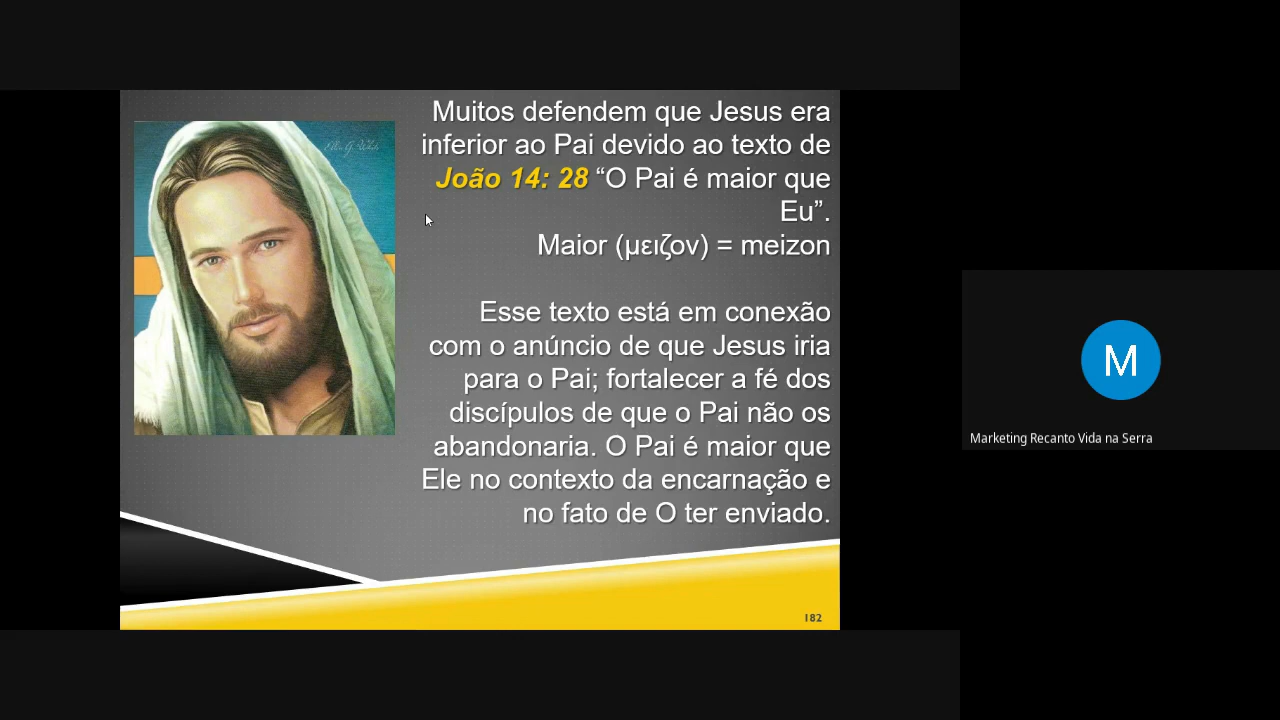 Muitos defendem que Jesus era
inferior ao Pai devido ao texto de
João 14: 28 “O Pai é maior que
Eu”.
Maior (μειζον) = meizon
Esse texto está em conexão
com o anúncio de que Jesus iria
para o Pai; fortalecer a fé dos
discípulos de que o Pai não os
abandonaria. O Pai é maior que
Ele no contexto da encarnação e
no fato de O ter enviado.
182
M
Marketing Recanto Vida na Serra